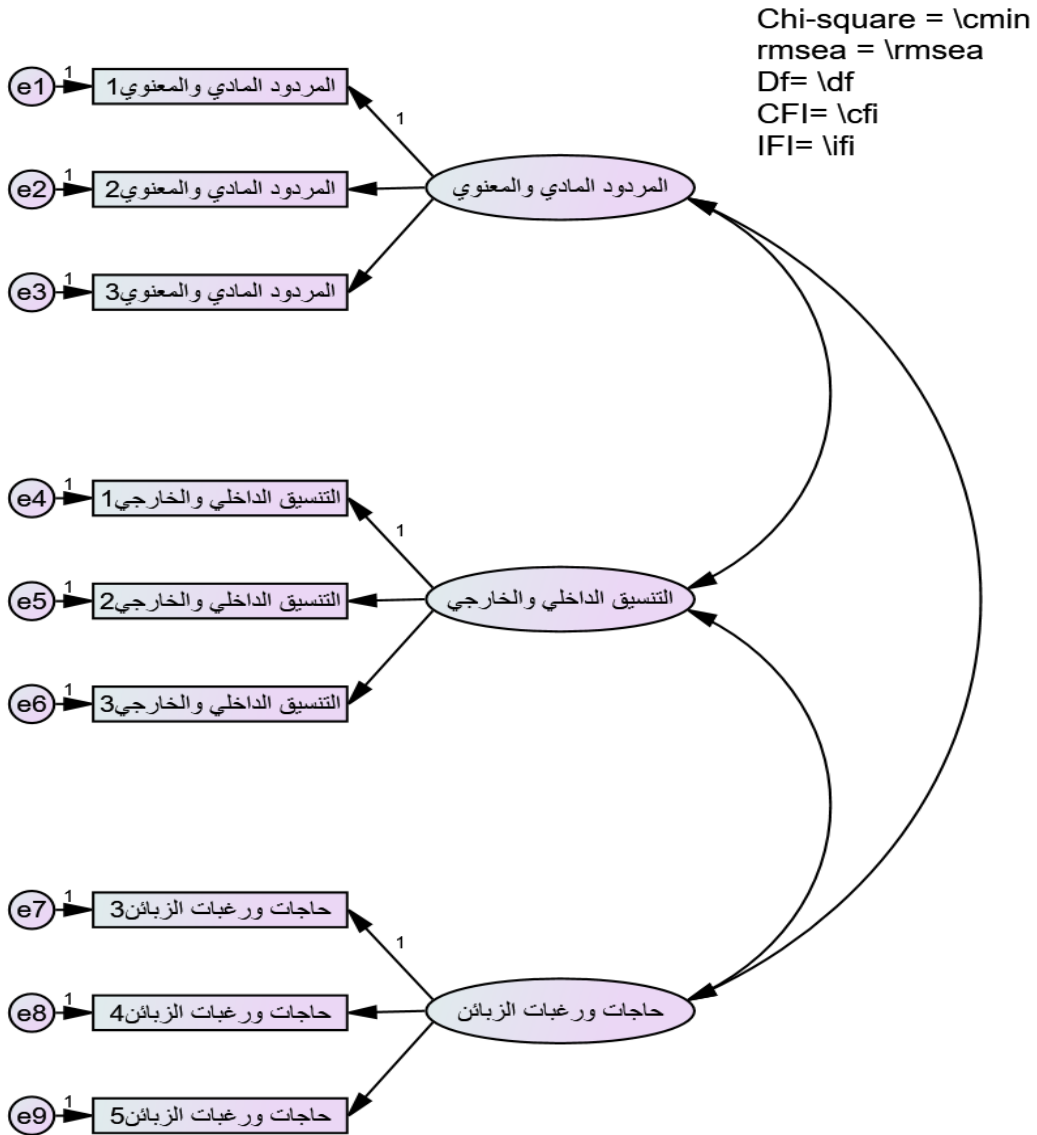 Chi-square = \cmin
rmsea = \rmsea
Df= \df
CFI= \cfi
IFI= \ifi
e1
1
المردود المادي والمعنوي1
1
e2
1
المردود المادي والمعنوي2
المردود المادي والمعنوي
e3
1
المردود المادي والمعنوي3
e4
1
التنسيق الداخلي والخارجي1
1
e5
1
التنسيق الداخلي والخارجي2
التنسيق الداخلي والخارجي
e6
1
التنسيق الداخلي والخارجي3
e7
1
حاجات ورغبات الزبائن3
1
e8
1
حاجات ورغبات الزبائن4
حاجات ورغبات الزبائن
e9
1
حاجات ورغبات الزبائن5